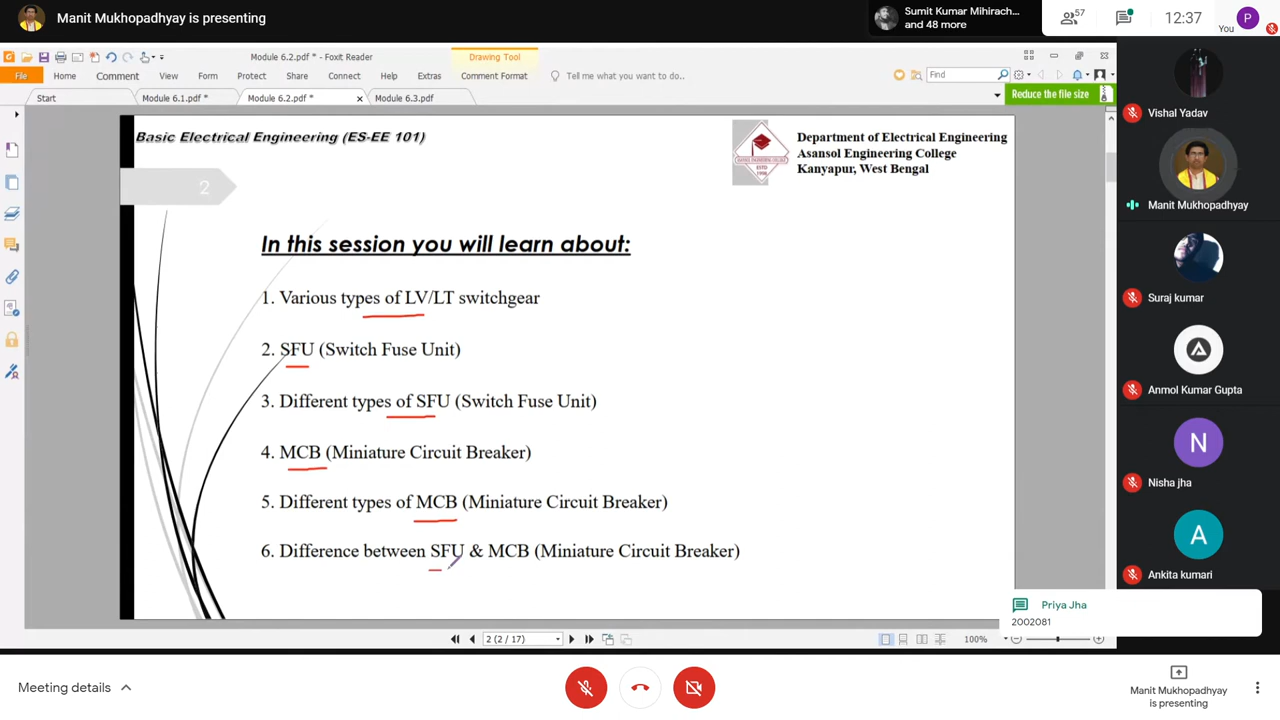 Manit Mukhopadhyay is presenting
Sumit Kumar Mihirach...
and 48 more
57
12:37
You
P
Module 6.2.pdf * - Foxit Reader
Drawing Tool
File
Home
Comment
View
Form
Protect
Share
Connect
Help
Extras
Comment Format
Tell me what you want to do..
Find
Start
Module 6.1.pdf *
Module 6.2.pdf *
Module 6.3.pdf
Reduce the file size
Basic Electrical Engineering (ES-EE 101)
Department of Electrical Engineering
Asansol Engineering College
Kanyapur, West Bengal
ASANSOL ENGINEERING COLLEGE
ESTD
1998
2
In this session you will learn about:
1. Various types of LV/LT switchgear
2. SFU (Switch Fuse Unit)
3. Different types of SFU (Switch Fuse Unit)
4. MCB (Miniature Circuit Breaker)
5. Different types of MCB (Miniature Circuit Breaker)
6. Difference between SFU & MCB (Miniature Circuit Breaker)
2 (2 / 17)
100%
Vishal Yadav
Manit Mukhopadhyay
Suraj kumar
Anmol Kumar Gupta
N
Nisha jha
A
Ankita kumari
Priya Jha
2002081
Meeting details
Manit Mukhopadhyay
is presenting